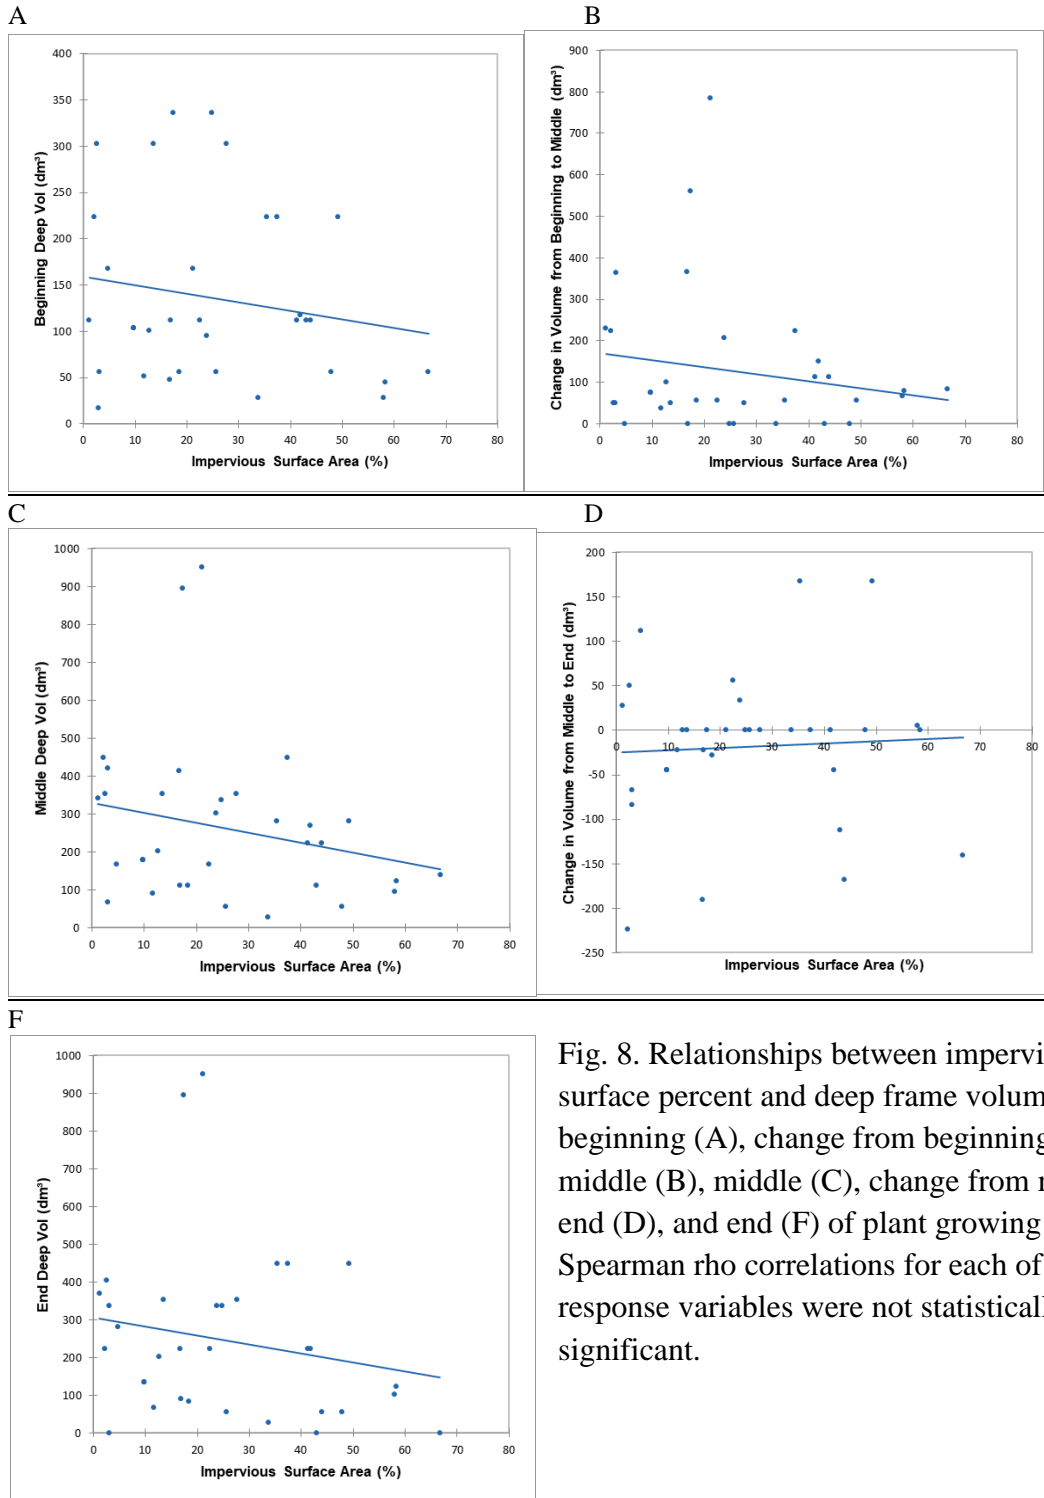 A
B
400
350
300
250
200
150
100
50
0
0 10 20 30 40 50 60 70 80
Beginning Deep Vol (dm³)
Impervious Surface Area (%)
900
800
700
600
500
400
300
200
100
0
0 10 20 30 40 50 60 70 80
Change in Volume from Beginning to Middle (dm³)
Impervious Surface Area (%)
C
D
1000
900
800
700
600
500
400
300
200
100
0
0 10 20 30 40 50 60 70 80
Middle Deep Vol (dm³)
Impervious Surface Area (%)
200
150
100
50
0
-50
-100
-150
-200
-250
0 10 20 30 40 50 60 70 80
Change in Volume from Middle to End (dm³)
Impervious Surface Area (%)
F
1000
900
800
700
600
500
400
300
200
100
0
0 10 20 30 40 50 60 70 80
End Deep Vol (dm³)
Impervious Surface Area (%)
Fig. 8. Relationships between impervi
surface percent and deep frame volum
beginning (A), change from beginning
middle (B), middle (C), change from
end (D), and end (F) of plant growing
Spearman rho correlations for each of
response variables were not statisticall
significant.